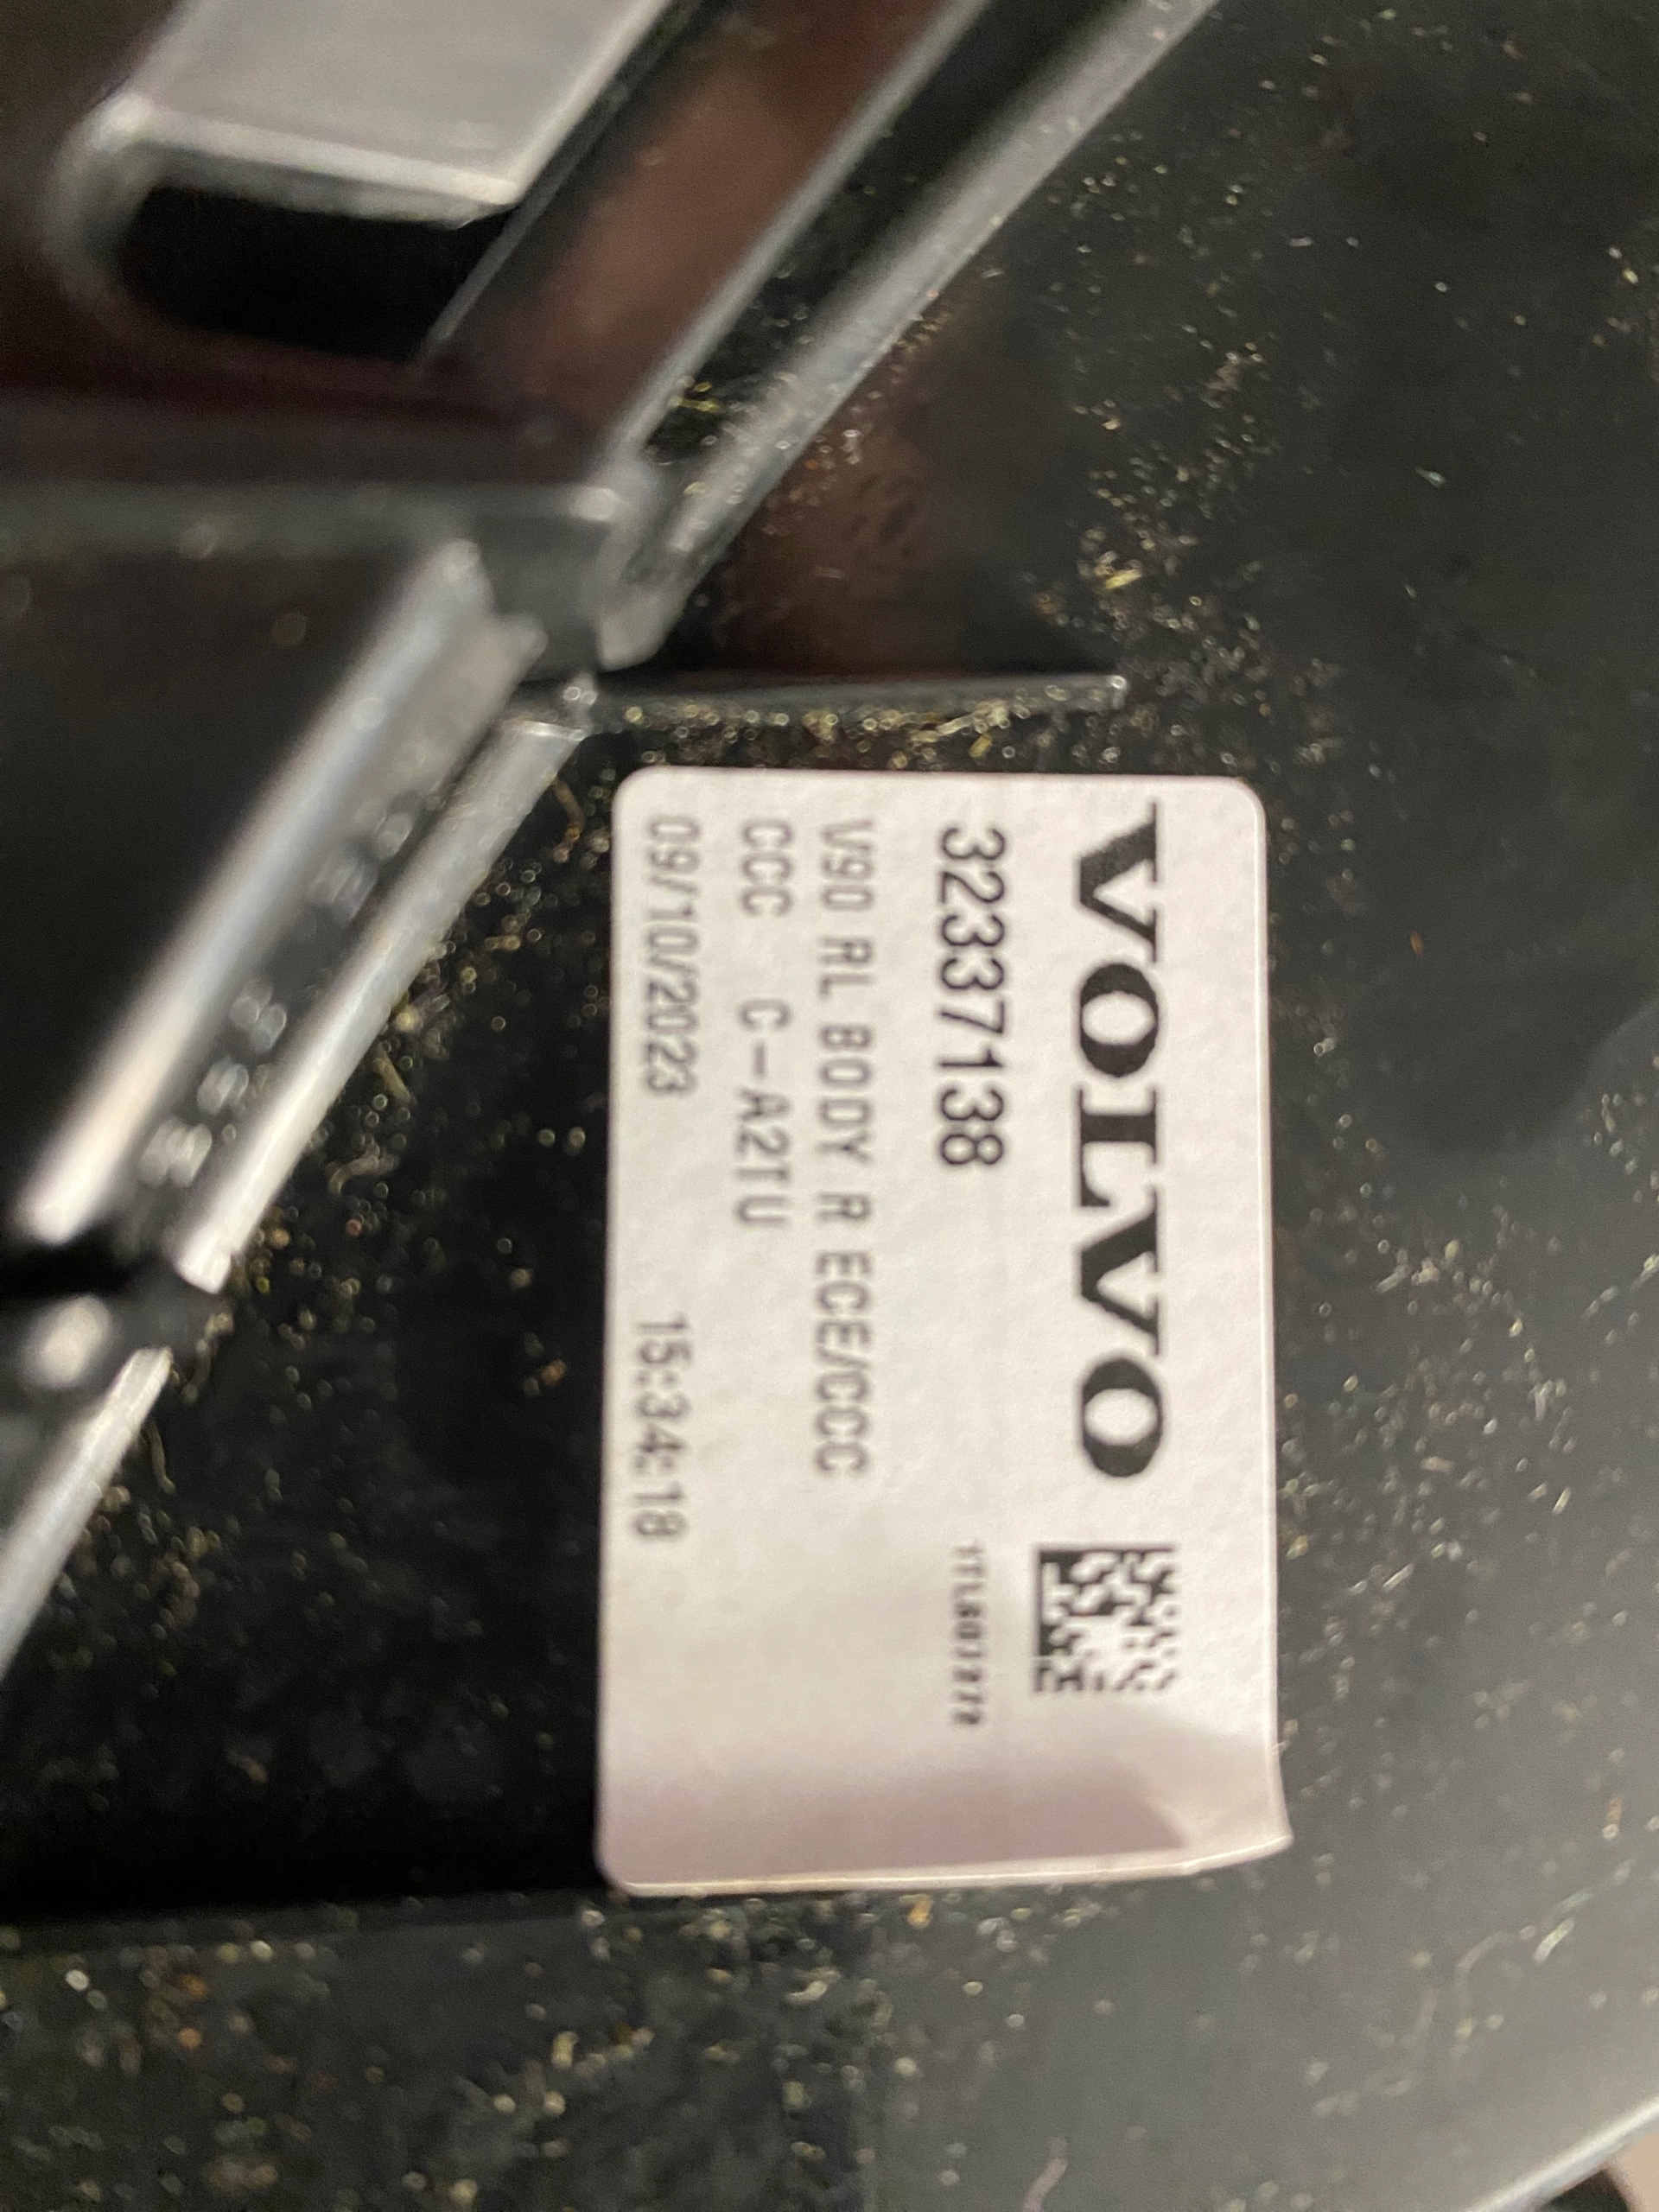 VOLVO
32337138
V90 RL BODY R ECE/CCC
CCC C-A2TU
09/10/2023 15:34:18